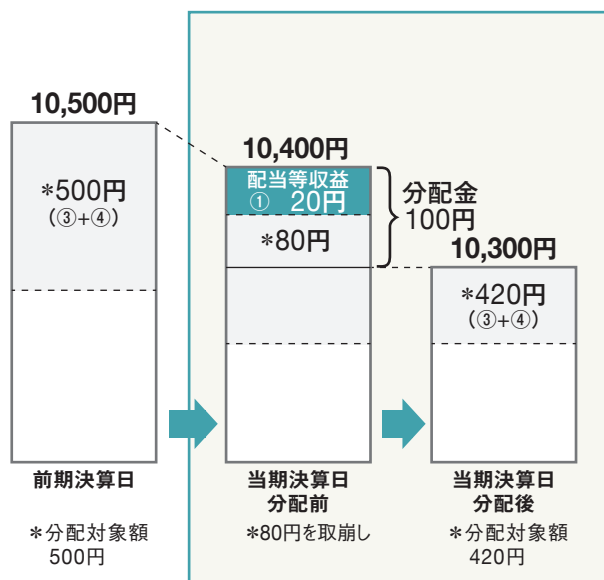 10,500円
*500円
(③+④)
前期決算日
*分配対象額
500円
10,400円
配当等収益
① 20円
*80円
分配金
100円
当期決算日
分配前
*80円を取崩し
10,300円
*420円
(③+④)
当期決算日
分配後
*分配対象額
420円